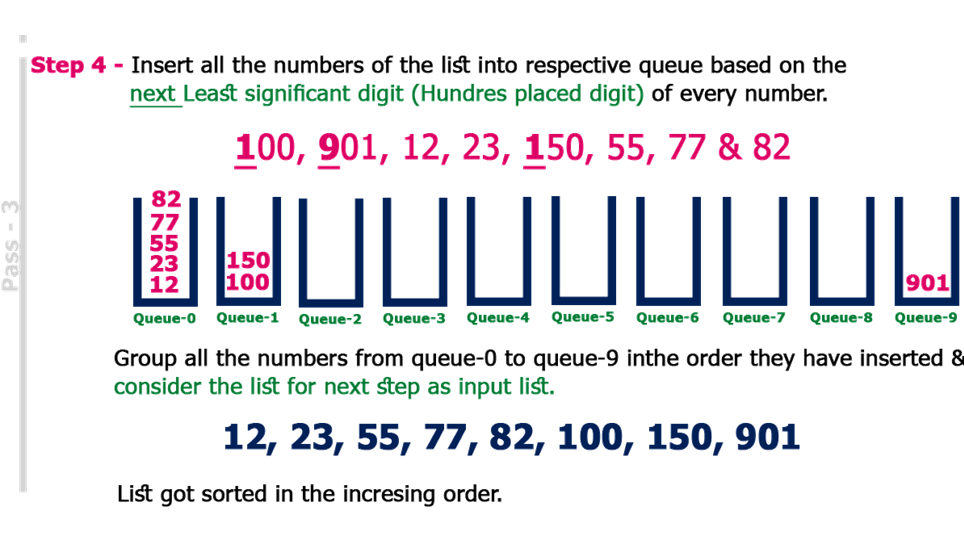 Step 4 - Insert all the numbers of the list into respective queue based on the
next Least significant digit (Hundres placed digit) of every number.
100, 901, 12, 23, 150, 55, 77 & 82
Pass - 3
82
77
55
23
12
150
100
901
Queue-0 Queue-1 Queue-2 Queue-3 Queue-4 Queue-5 Queue-6 Queue-7 Queue-8 Queue-9
Group all the numbers from queue-0 to queue-9 inthe order they have inserted &
consider the list for next step as input list.
12, 23, 55, 77, 82, 100, 150, 901
List got sorted in the incresing order.